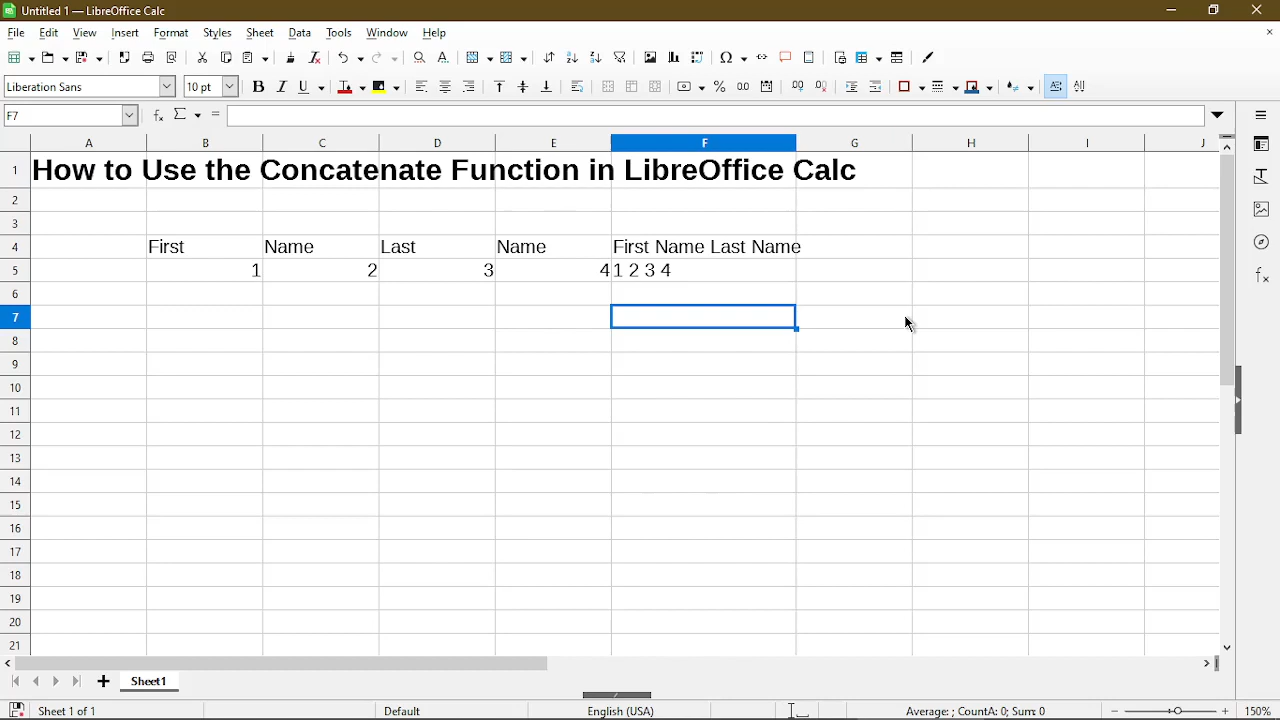 Untitled 1 — LibreOffice Calc
File Edit View Insert Format Styles Sheet Data Tools Window Help
Liberation Sans 10 pt
F7
A B C D E F G H I J
1 How to Use the Concatenate Function in LibreOffice Calc
2
3
4 First Name Last Name First Name Last Name
5 1 2 3 4 1 2 3 4
6
7
8
9
10
11
12
13
14
15
16
17
18
19
20
21
Sheet1
Sheet 1 of 1 Default English (USA) Average: ; CountA: 0; Sum: 0 150%